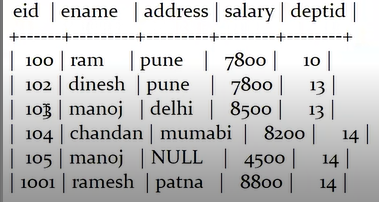 eid | ename | address | salary | deptid |
+------+---------+---------+--------+--------+
| 100 | ram | pune | 7800 | 10 |
| 102 | dinesh | pune | 7800 | 13 |
| 103 | manoj | delhi | 8500 | 13 |
| 104 | chandan | mumabi | 8200 | 14 |
| 105 | manoj | NULL | 4500 | 14 |
| 1001 | ramesh | patna | 8800 | 14 |